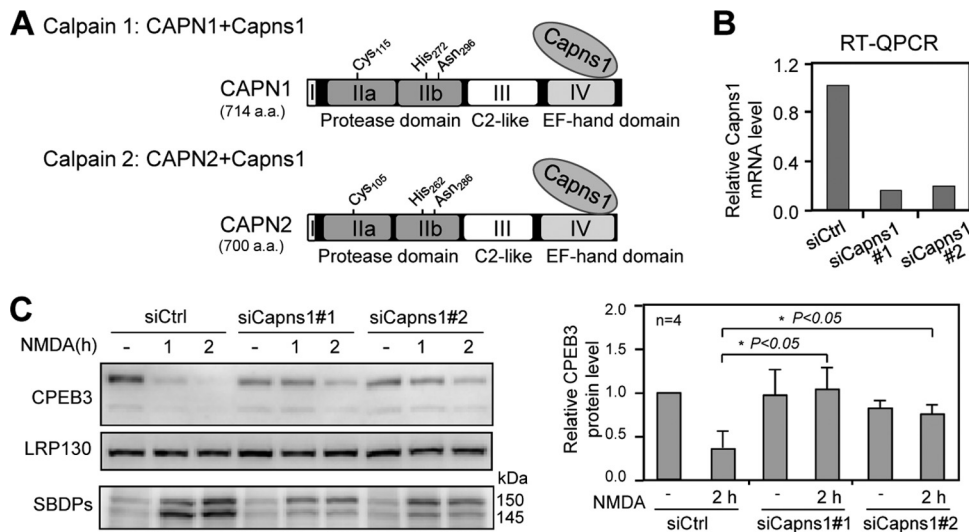 A
Calpain 1: CAPN1+Capns1
Cys115
His272
Asn296
Capns1
CAPN1
(714 a.a.)
I
IIa
IIb
III
IV
Protease domain
C2-like
EF-hand domain
Calpain 2: CAPN2+Capns1
Cys105
His262
Asn286
Capns1
CAPN2
(700 a.a.)
I
IIa
IIb
III
IV
Protease domain
C2-like
EF-hand domain
B
RT-QPCR
Relative Capns1
mRNA level
1.2
0.8
0.4
0.0
siCtrl
siCapns1
#1
siCapns1
#2
C
siCtrl
siCapns1#1
siCapns1#2
NMDA(h)
- 1 2 - 1 2 - 1 2
CPEB3
LRP130
SBDPs
kDa
150
145
Relative CPEB3
protein level
2.0
1.5
1.0
0.5
0.0
n=4
* P<0.05
* P<0.05
NMDA
- 2 h - 2 h - 2 h
siCtrl
siCapns1#1
siCapns1#2